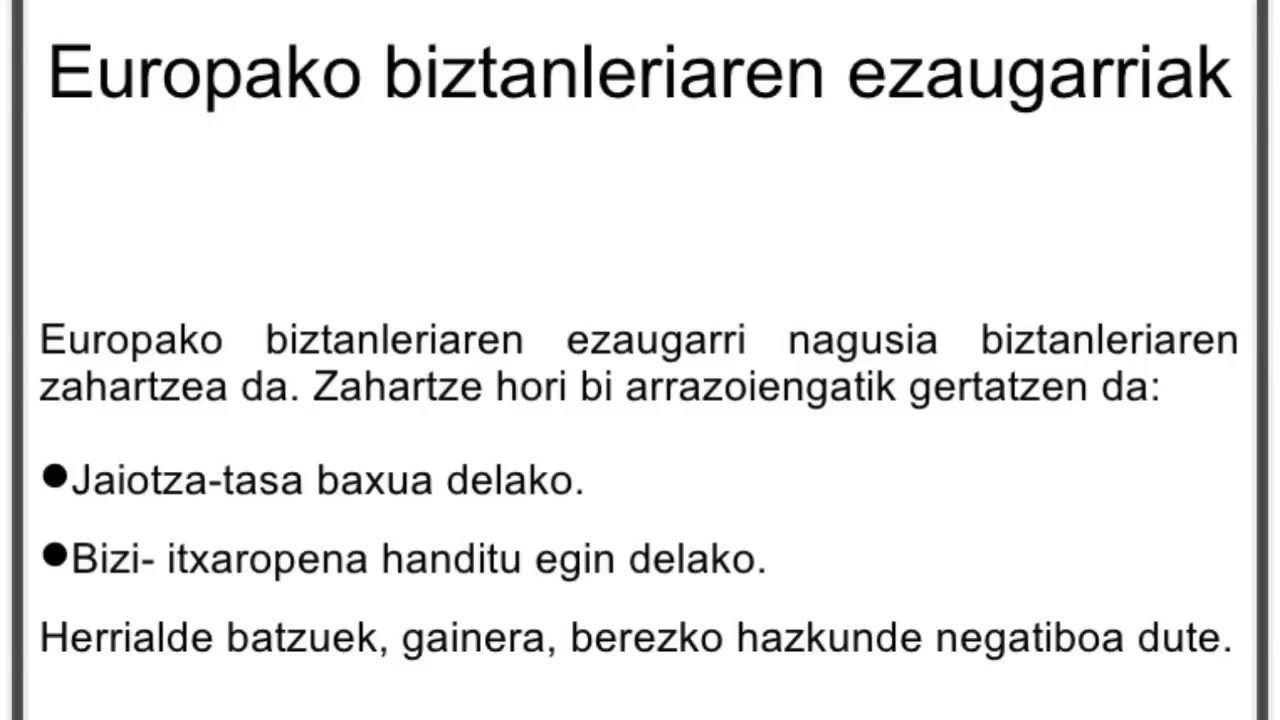 Europako biztanleriaren ezaugarriak
Europako biztanleriaren ezaugarri nagusia biztanleriaren
zahartzea da. Zahartze hori bi arrazoiengatik gertatzen da:
●Jaiotza-tasa baxua delako.
●Bizi- itxaropena handitu egin delako.
Herrialde batzuek, gainera, berezko hazkunde negatiboa dute.